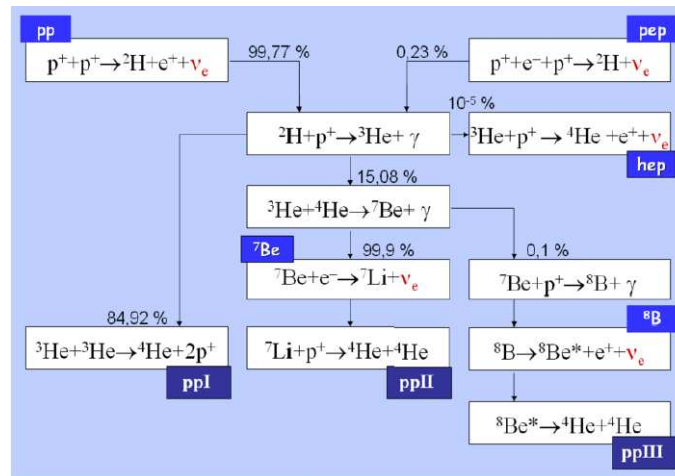 pp
pep
99,77 %
0,23 %
p⁺+p⁺→²H+e⁺+νₑ
p⁺+e⁻+p⁺→²H+νₑ
10⁻⁵ %
²H+p⁺→³He+ γ
³He+p⁺→ ⁴He +e⁺+νₑ
hep
15,08 %
³He+⁴He→⁷Be+ γ
⁷Be
99,9 %
0,1 %
⁷Be+e⁻→⁷Li+νₑ
⁷Be+p⁺→⁸B+ γ
84,92 %
⁸B
³He+³He→⁴He+2p⁺
⁷Li+p⁺→⁴He+⁴He
⁸B→⁸Be*+e⁺+νₑ
ppI
ppII
⁸Be*→⁴He+⁴He
ppIII